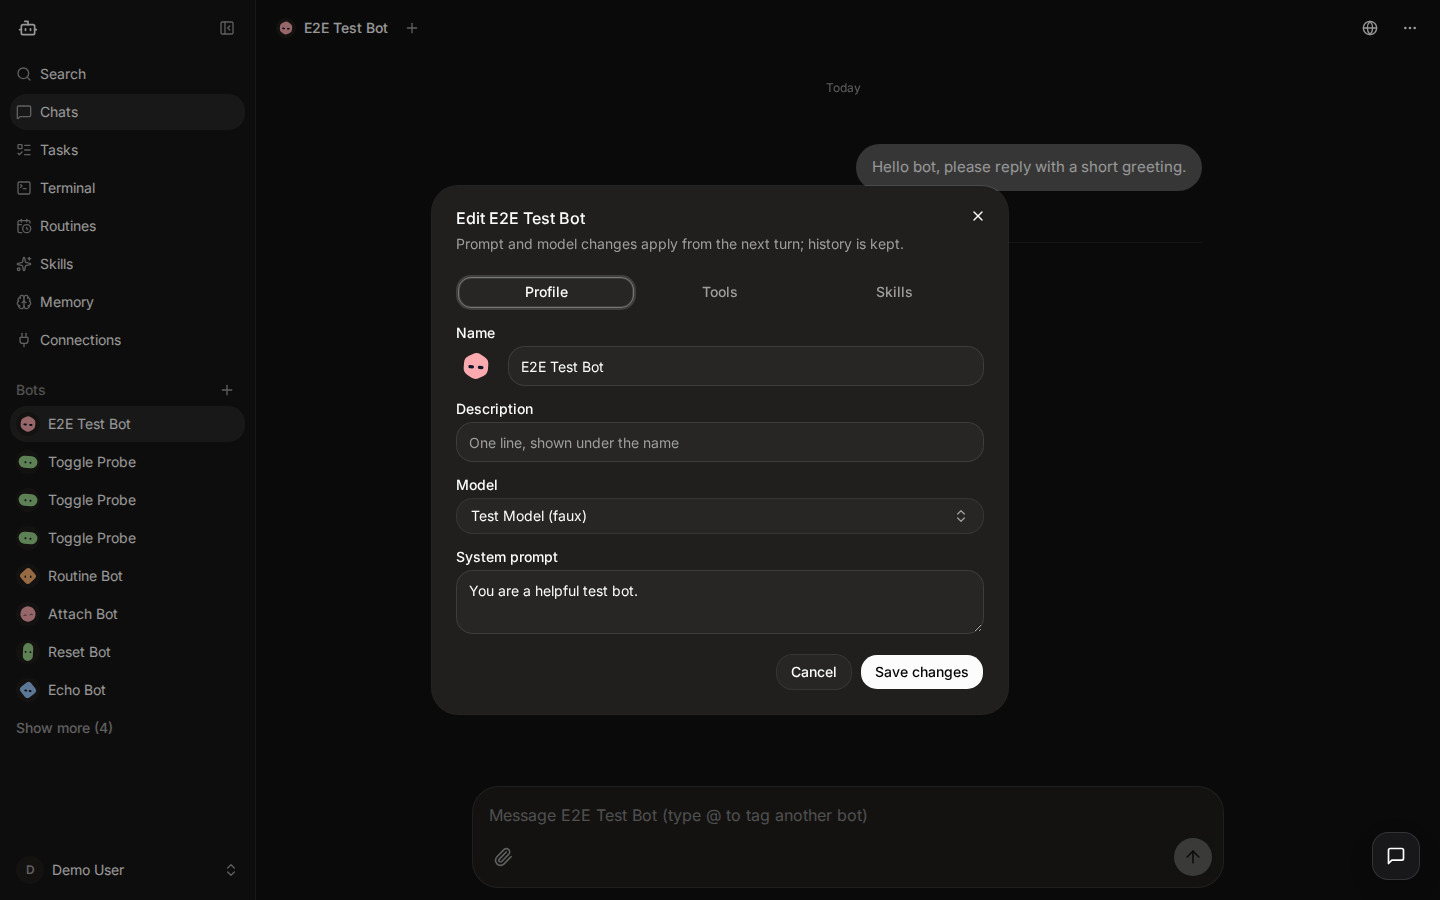 E2E Test Bot
Search
Chats
Tasks
Terminal
Routines
Skills
Memory
Connections
Bots
E2E Test Bot
Toggle Probe
Toggle Probe
Toggle Probe
Routine Bot
Attach Bot
Reset Bot
Echo Bot
Show more (4)
D Demo User
Today
Hello bot, please reply with a short greeting.
Edit E2E Test Bot
Prompt and model changes apply from the next turn; history is kept.
Profile Tools Skills
Name
E2E Test Bot
Description
One line, shown under the name
Model
Test Model (faux)
System prompt
You are a helpful test bot.
Cancel Save changes
Message E2E Test Bot (type @ to tag another bot)